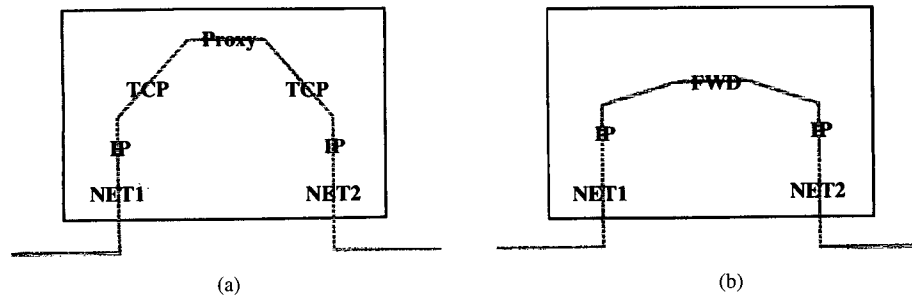 Proxy
TCP TCP
IP IP
NET1 NET2
(a)
FWD
IP IP
NET1 NET2
(b)